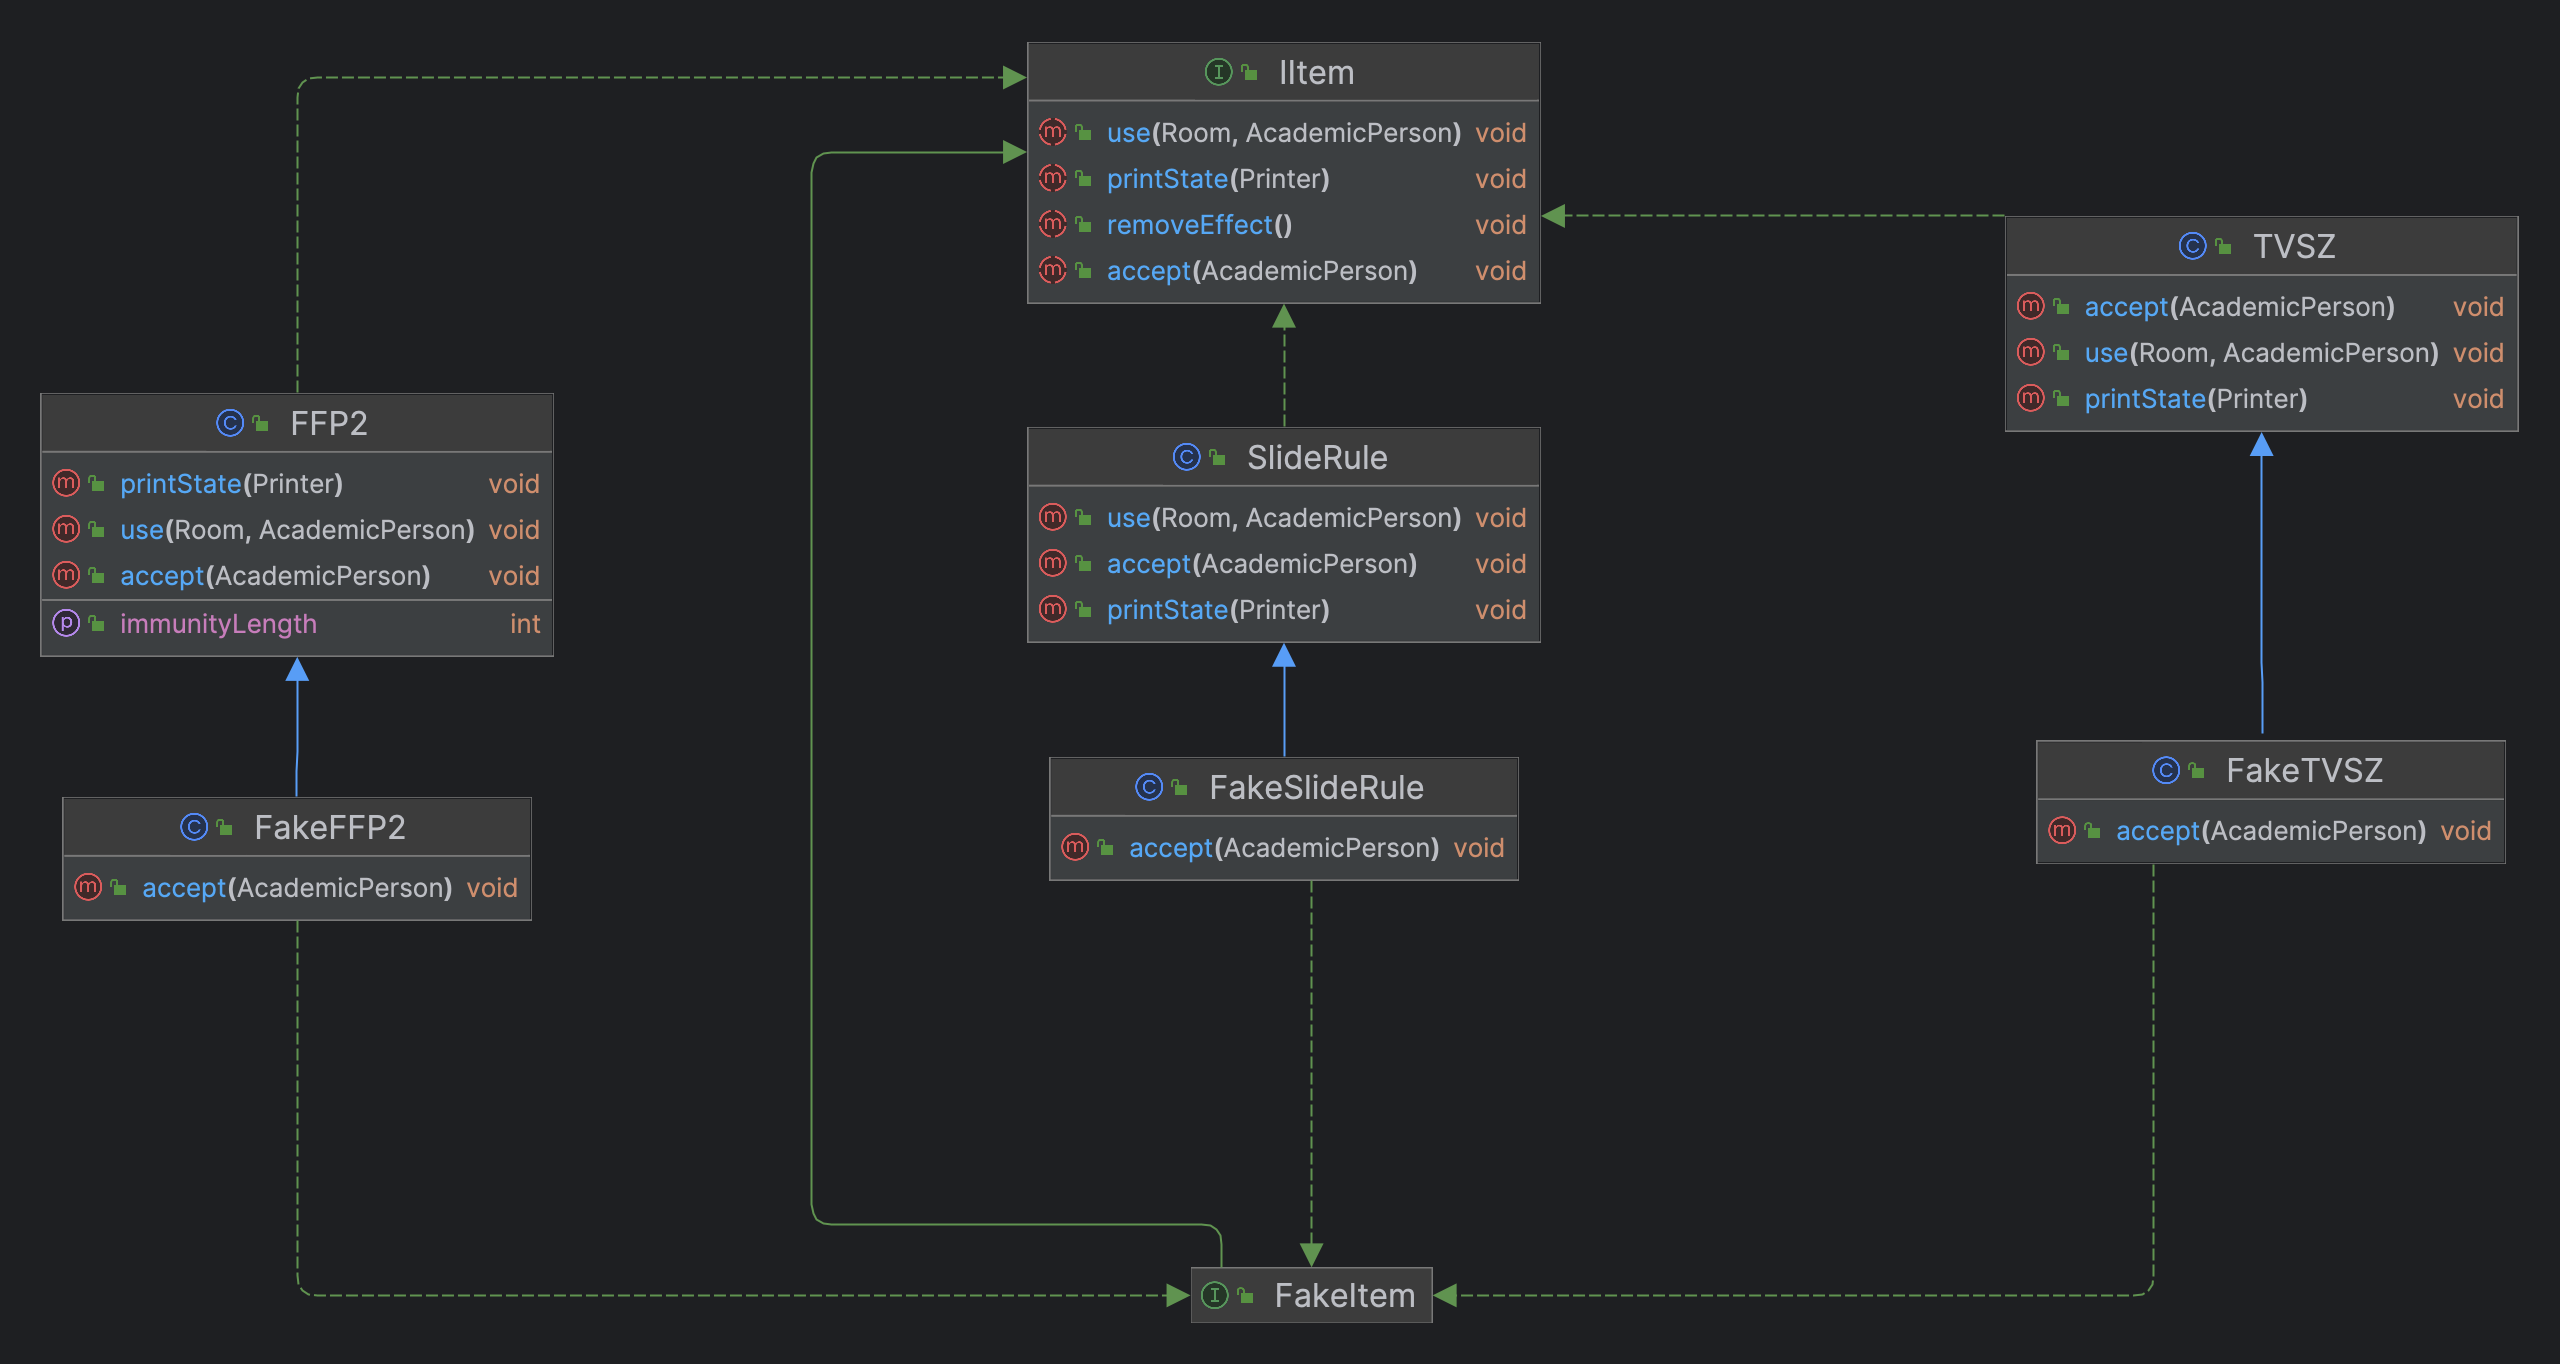 IItem
use(Room, AcademicPerson) void
printState(Printer) void
removeEffect() void
accept(AcademicPerson) void
TVSZ
accept(AcademicPerson) void
use(Room, AcademicPerson) void
printState(Printer) void
FFP2
printState(Printer) void
use(Room, AcademicPerson) void
accept(AcademicPerson) void
immunityLength int
SlideRule
use(Room, AcademicPerson) void
accept(AcademicPerson) void
printState(Printer) void
FakeFFP2
accept(AcademicPerson) void
FakeSlideRule
accept(AcademicPerson) void
FakeTVSZ
accept(AcademicPerson) void
FakeItem